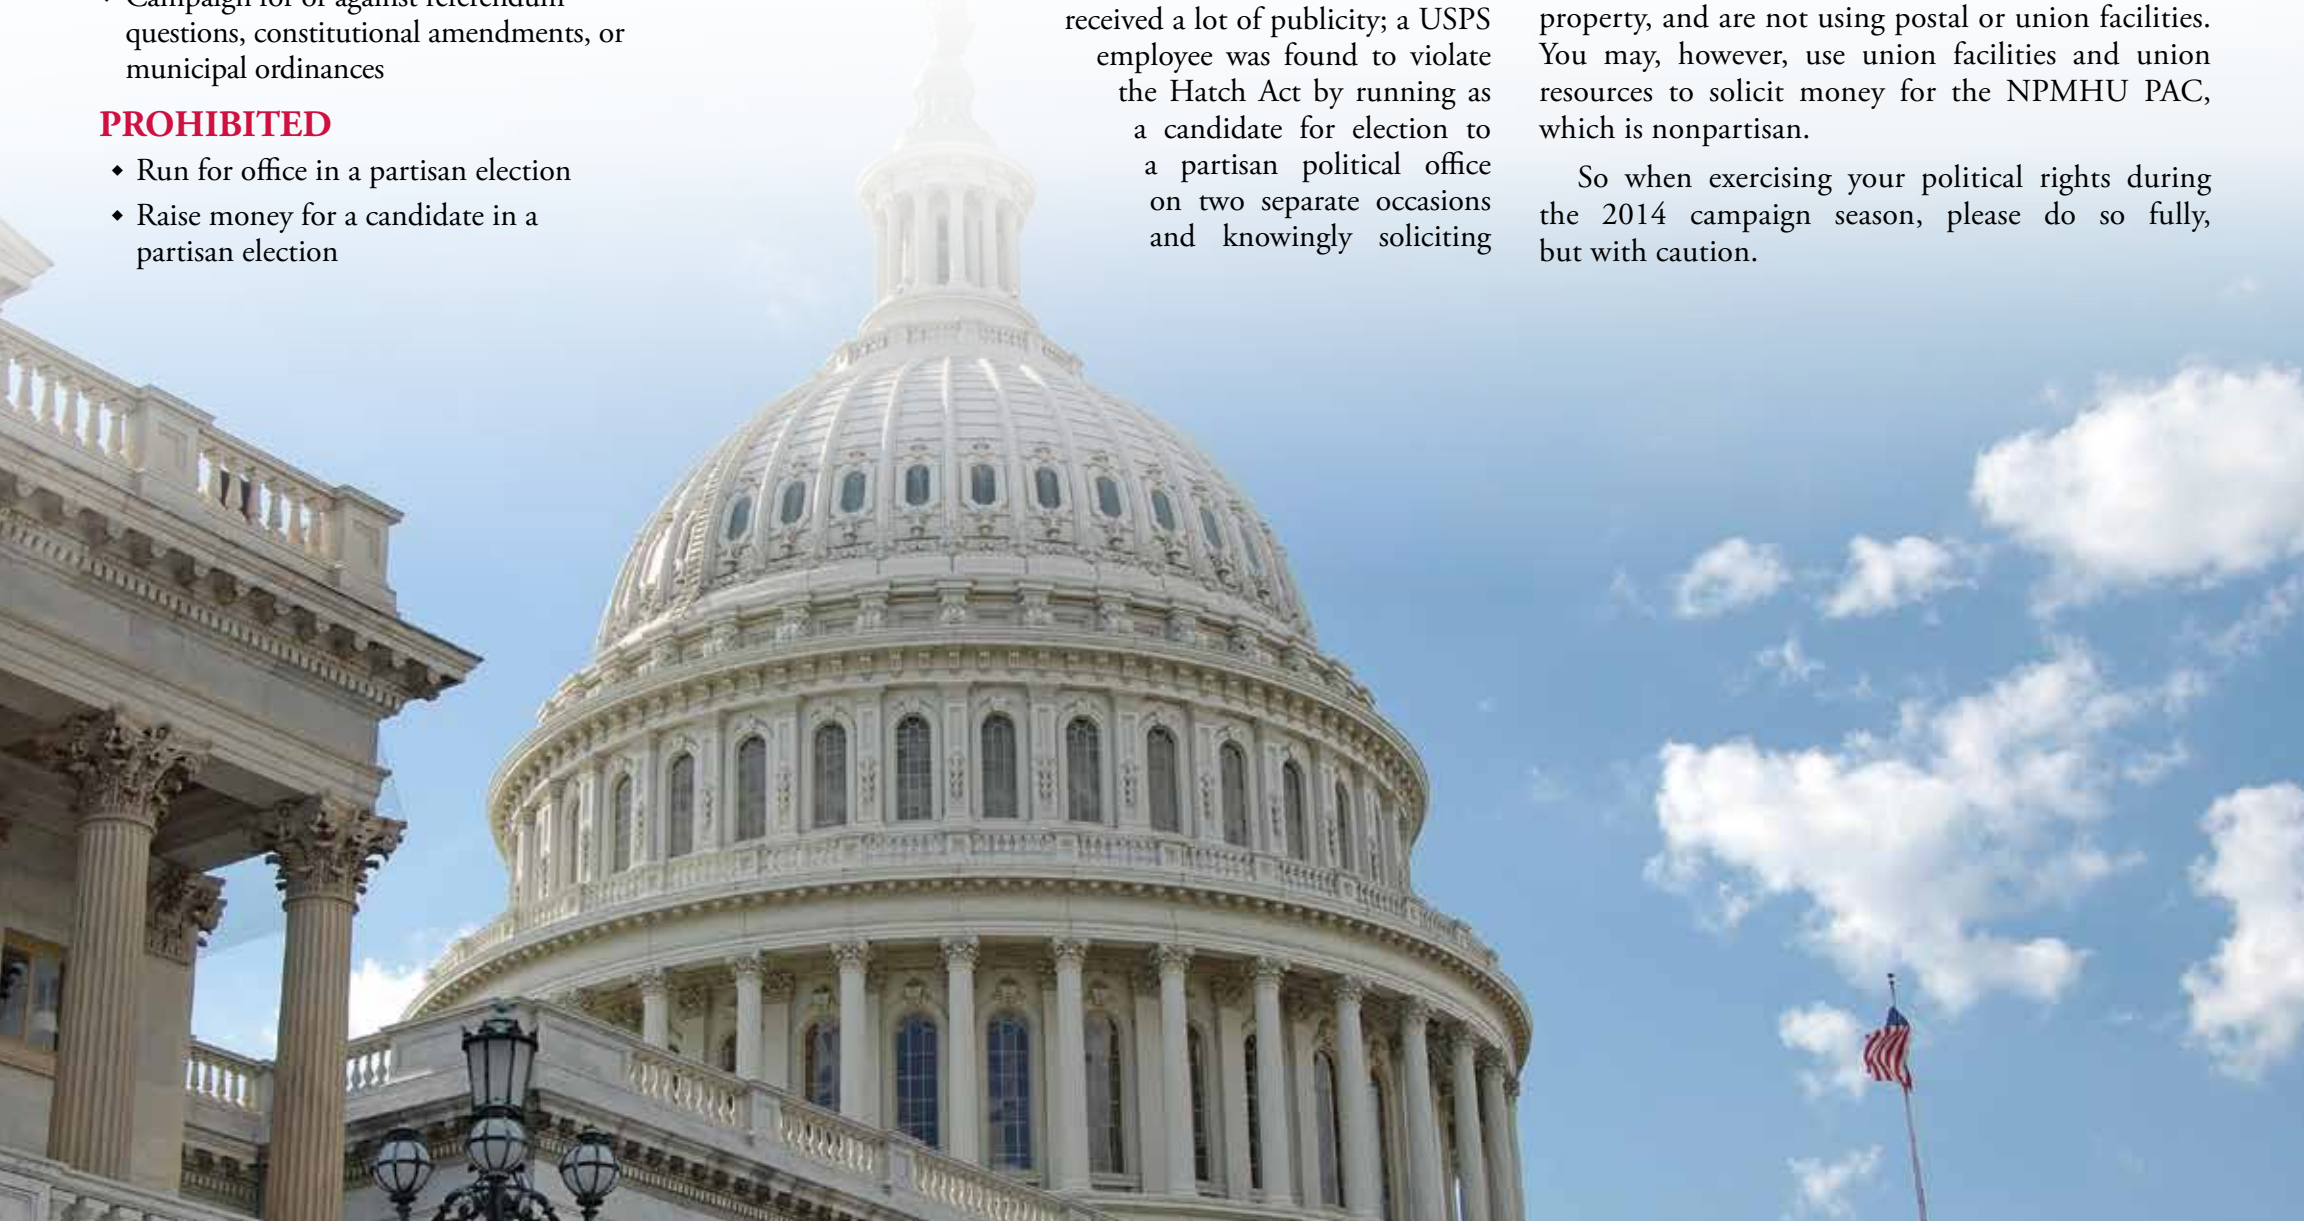 Campaign for or against referendum
questions, constitutional amendments, or
municipal ordinances
PROHIBITED
◆ Run for office in a partisan election
◆ Raise money for a candidate in a
partisan election
received a lot of publicity; a USPS
employee was found to violate
the Hatch Act by running as
a candidate for election to
a partisan political office
on two separate occasions
and knowingly soliciting
property, and are not using postal or union facilities.
You may, however, use union facilities and union
resources to solicit money for the NPMHU PAC,
which is nonpartisan.
So when exercising your political rights during
the 2014 campaign season, please do so fully,
but with caution.